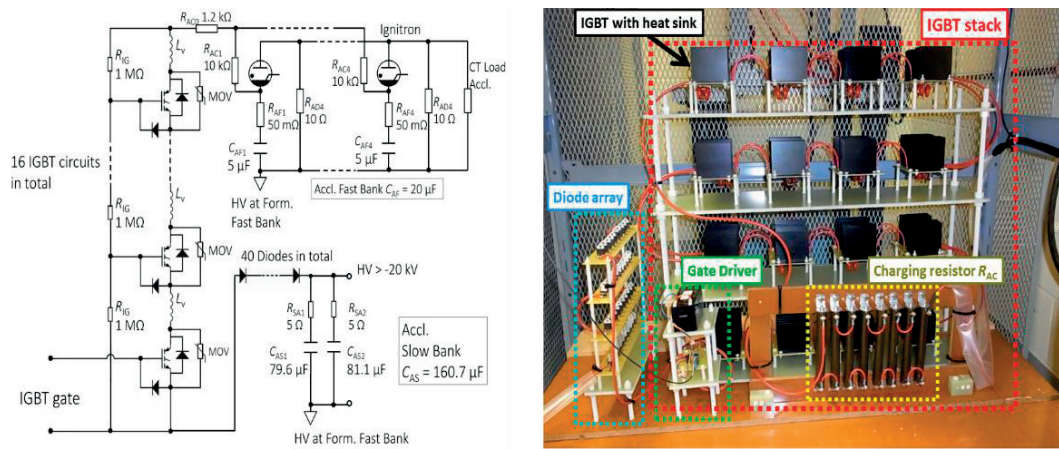 R_AC0 1.2 kΩ
Ignitron
L_v
R_IG
1 MΩ
MOV
R_AC1
10 kΩ
R_AC4
10kΩ
CT Load
Accl.
R_AF1
50 mΩ
R_AD4
10 Ω
R_AF4
50 mΩ
R_AD4
10 Ω
C_AF1
5 µF
C_AF4
5 µF
16 IGBT circuits
in total
Accl. Fast Bank C_AF = 20 µF
HV at Form.
Fast Bank
R_IG
1 MΩ
L_v
MOV
40 Diodes in total
HV > -20 kV
R_IG
1 MΩ
L_v
MOV
R_SA1
5 Ω
R_SA2
5 Ω
C_AS1
79.6 µF
C_AS2
81.1 µF
Accl.
Slow Bank
C_AS = 160.7 µF
IGBT gate
HV at Form. Fast Bank
IGBT with heat sink
IGBT stack
Diode array
Gate Driver
Charging resistor R_AC